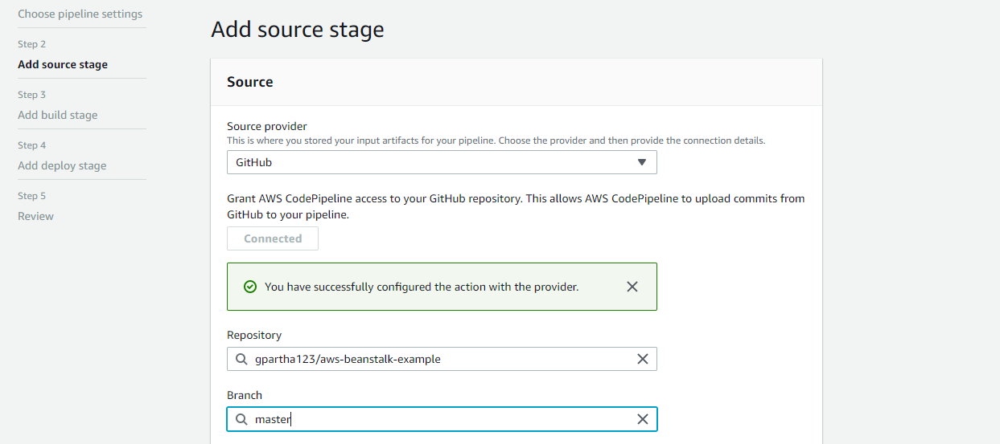 Choose pipeline settings
Step 2
Add source stage
Step 3
Add build stage
Step 4
Add deploy stage
Step 5
Review
Add source stage
Source
Source provider
This is where you stored your input artifacts for your pipeline. Choose the provider and then provide the connection details.
GitHub
Grant AWS CodePipeline access to your GitHub repository. This allows AWS CodePipeline to upload commits from
GitHub to your pipeline.
Connected
You have successfully configured the action with the provider.
Repository
gpartha123/aws-beanstalk-example
Branch
master